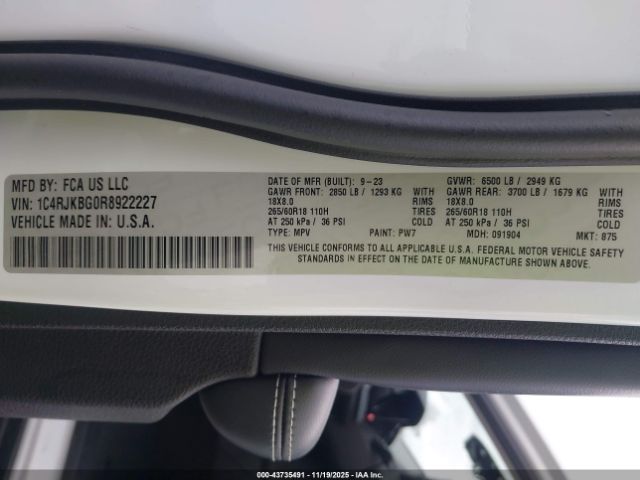 MFD BY: FCA US LLC
VIN: 1C4RJKBG0R8922227
VEHICLE MADE IN U.S.A.
DATE OF MFR (BUILT): 9-23 GVWR: 6500 LB / 2949 KG
GAWR FRONT: 2850 LB / 1293 KG WITH GAWR REAR: 3700 LB / 1679 KG WITH
18X8.0 RIMS 18X8.0 RIMS
265/60R18 110H TIRES 265/60R18 110H TIRES
AT 250 kPa / 36 PSI COLD AT 250 kPa / 36 PSI COLD
TYPE: MPV PAINT: PW7 MDH: 091904 MKT: 875
THIS VEHICLE CONFORMS TO ALL APPLICABLE U.S.A. FEDERAL MOTOR VEHICLE SAFETY
STANDARDS IN EFFECT ON THE DATE OF MANUFACTURE SHOWN ABOVE.
00-43735491 - 11/19/2025 - IAAI